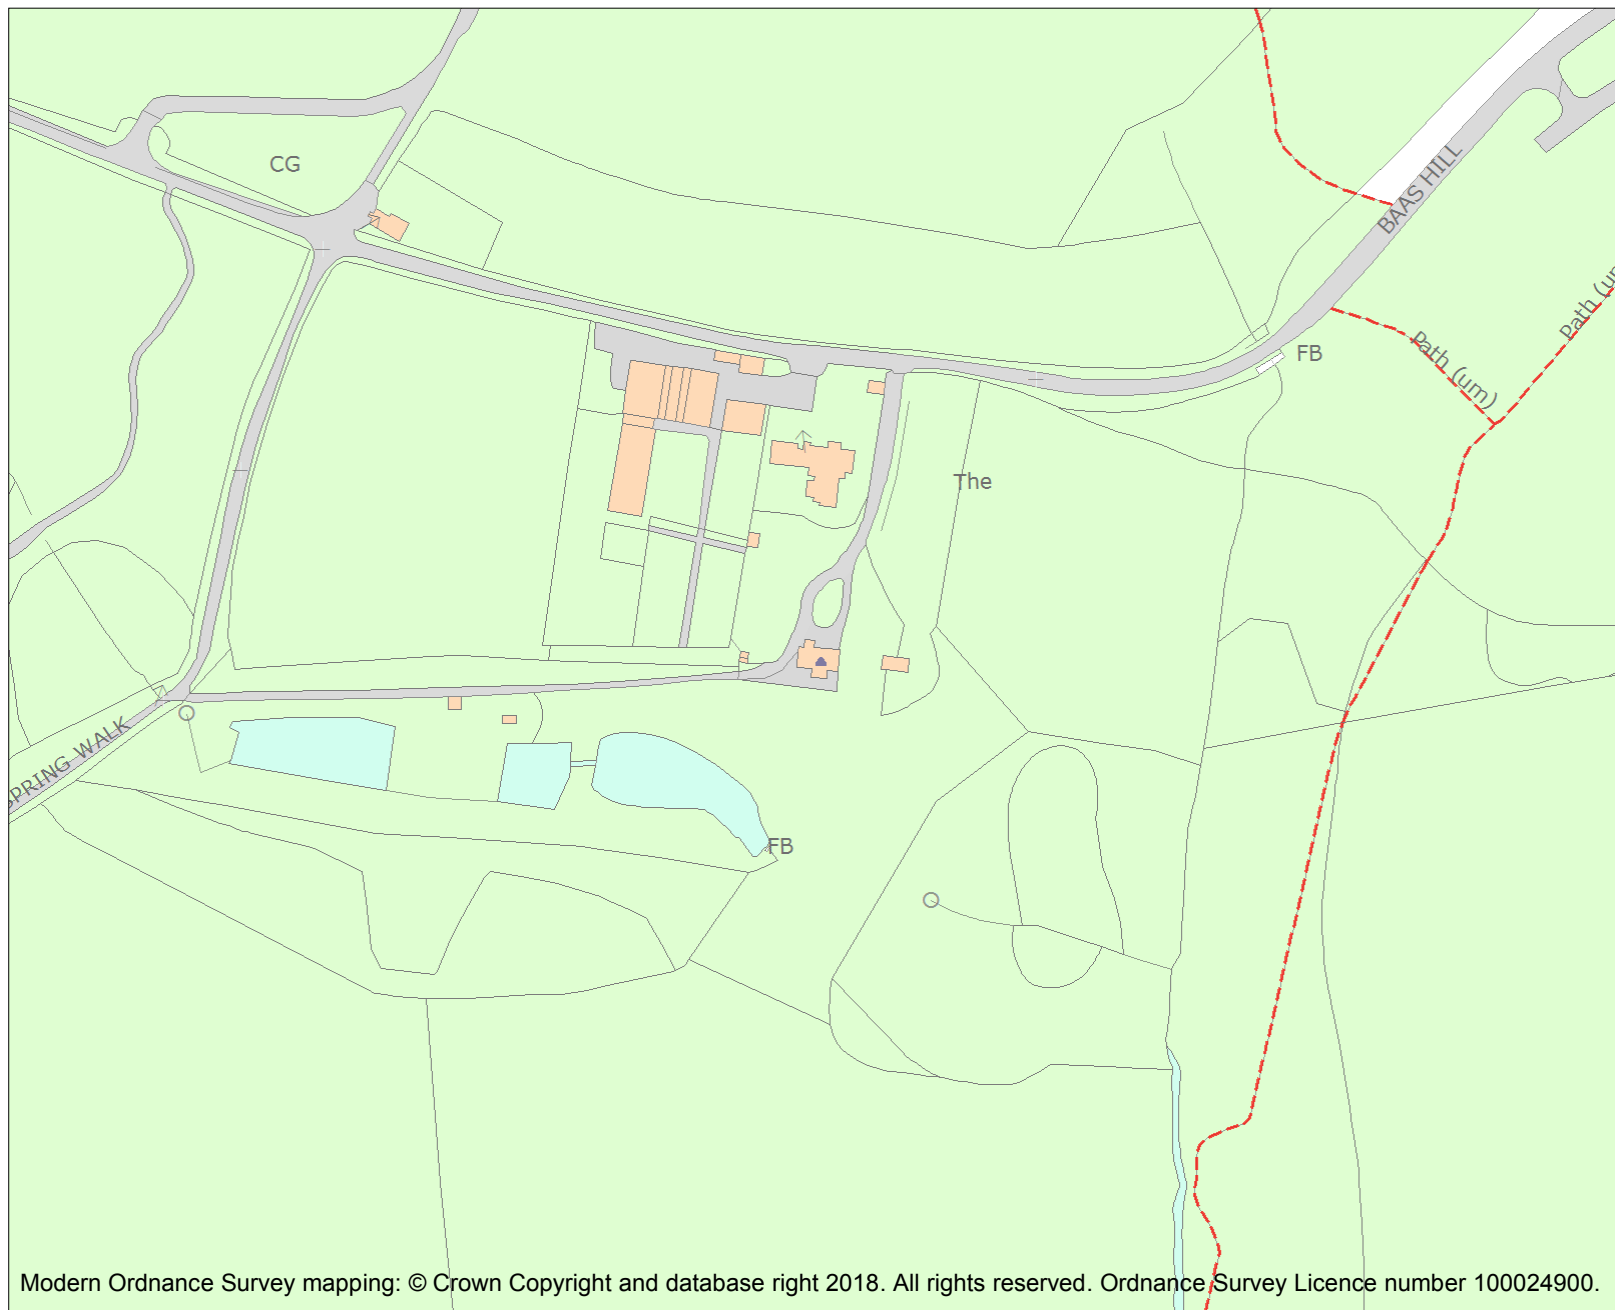 CG
BAAS HILL
FB
Path (um)
Path (u
The
SPRING WALK
FB
Modern Ordnance Survey mapping: © Crown Copyright and database right 2018. All rights reserved. Ordnance Survey Licence number 100024900.